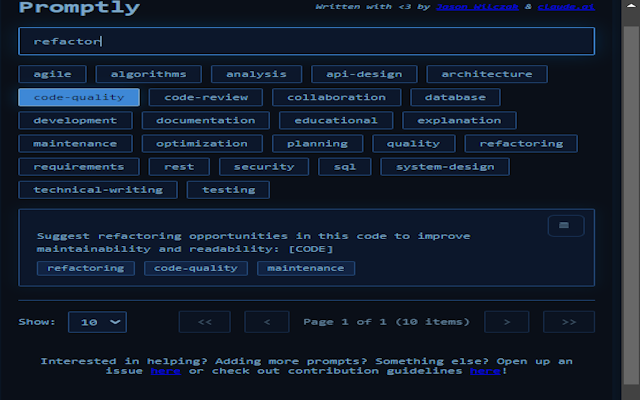 Promptly
Written with <3 by Jason Wilczak & claude.ai
refactor
agile algorithms analysis api-design architecture
code-quality code-review collaboration database
development documentation educational explanation
maintenance optimization planning quality refactoring
requirements rest security sql system-design
technical-writing testing
Suggest refactoring opportunities in this code to improve
maintainability and readability: [CODE]
refactoring code-quality maintenance
Show: 10 << < Page 1 of 1 (10 items) > >>
Interested in helping? Adding more prompts? Something else? Open up an
issue here or check out contribution guidelines here!